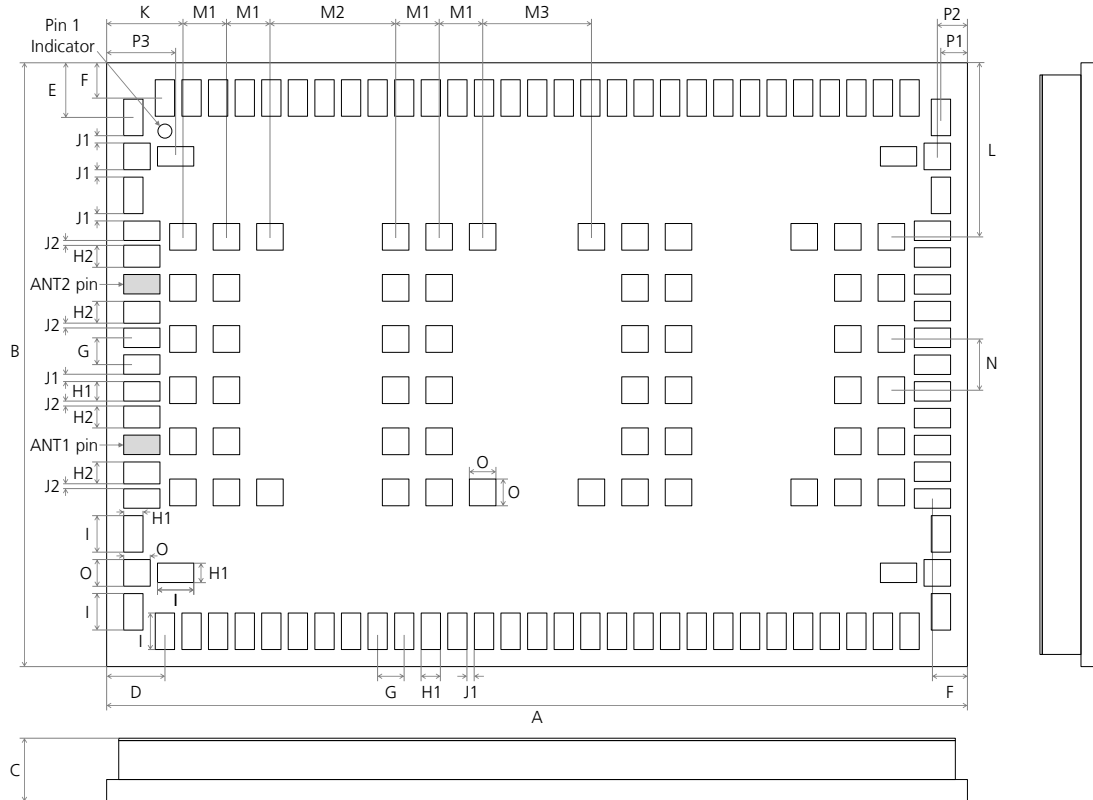 K M1 M1 M2 M1 M1 M3 P2
Pin 1
Indicator
P3 P1
F
E
J1
L
J1
J1
J2
H2
ANT2 pin
H2
J2
B G N
J1
H1
J2
H2
ANT1 pin
O
H2
O
J2
H1
I
O
O H1
I
I
I
D G H1 J1 F
A
C